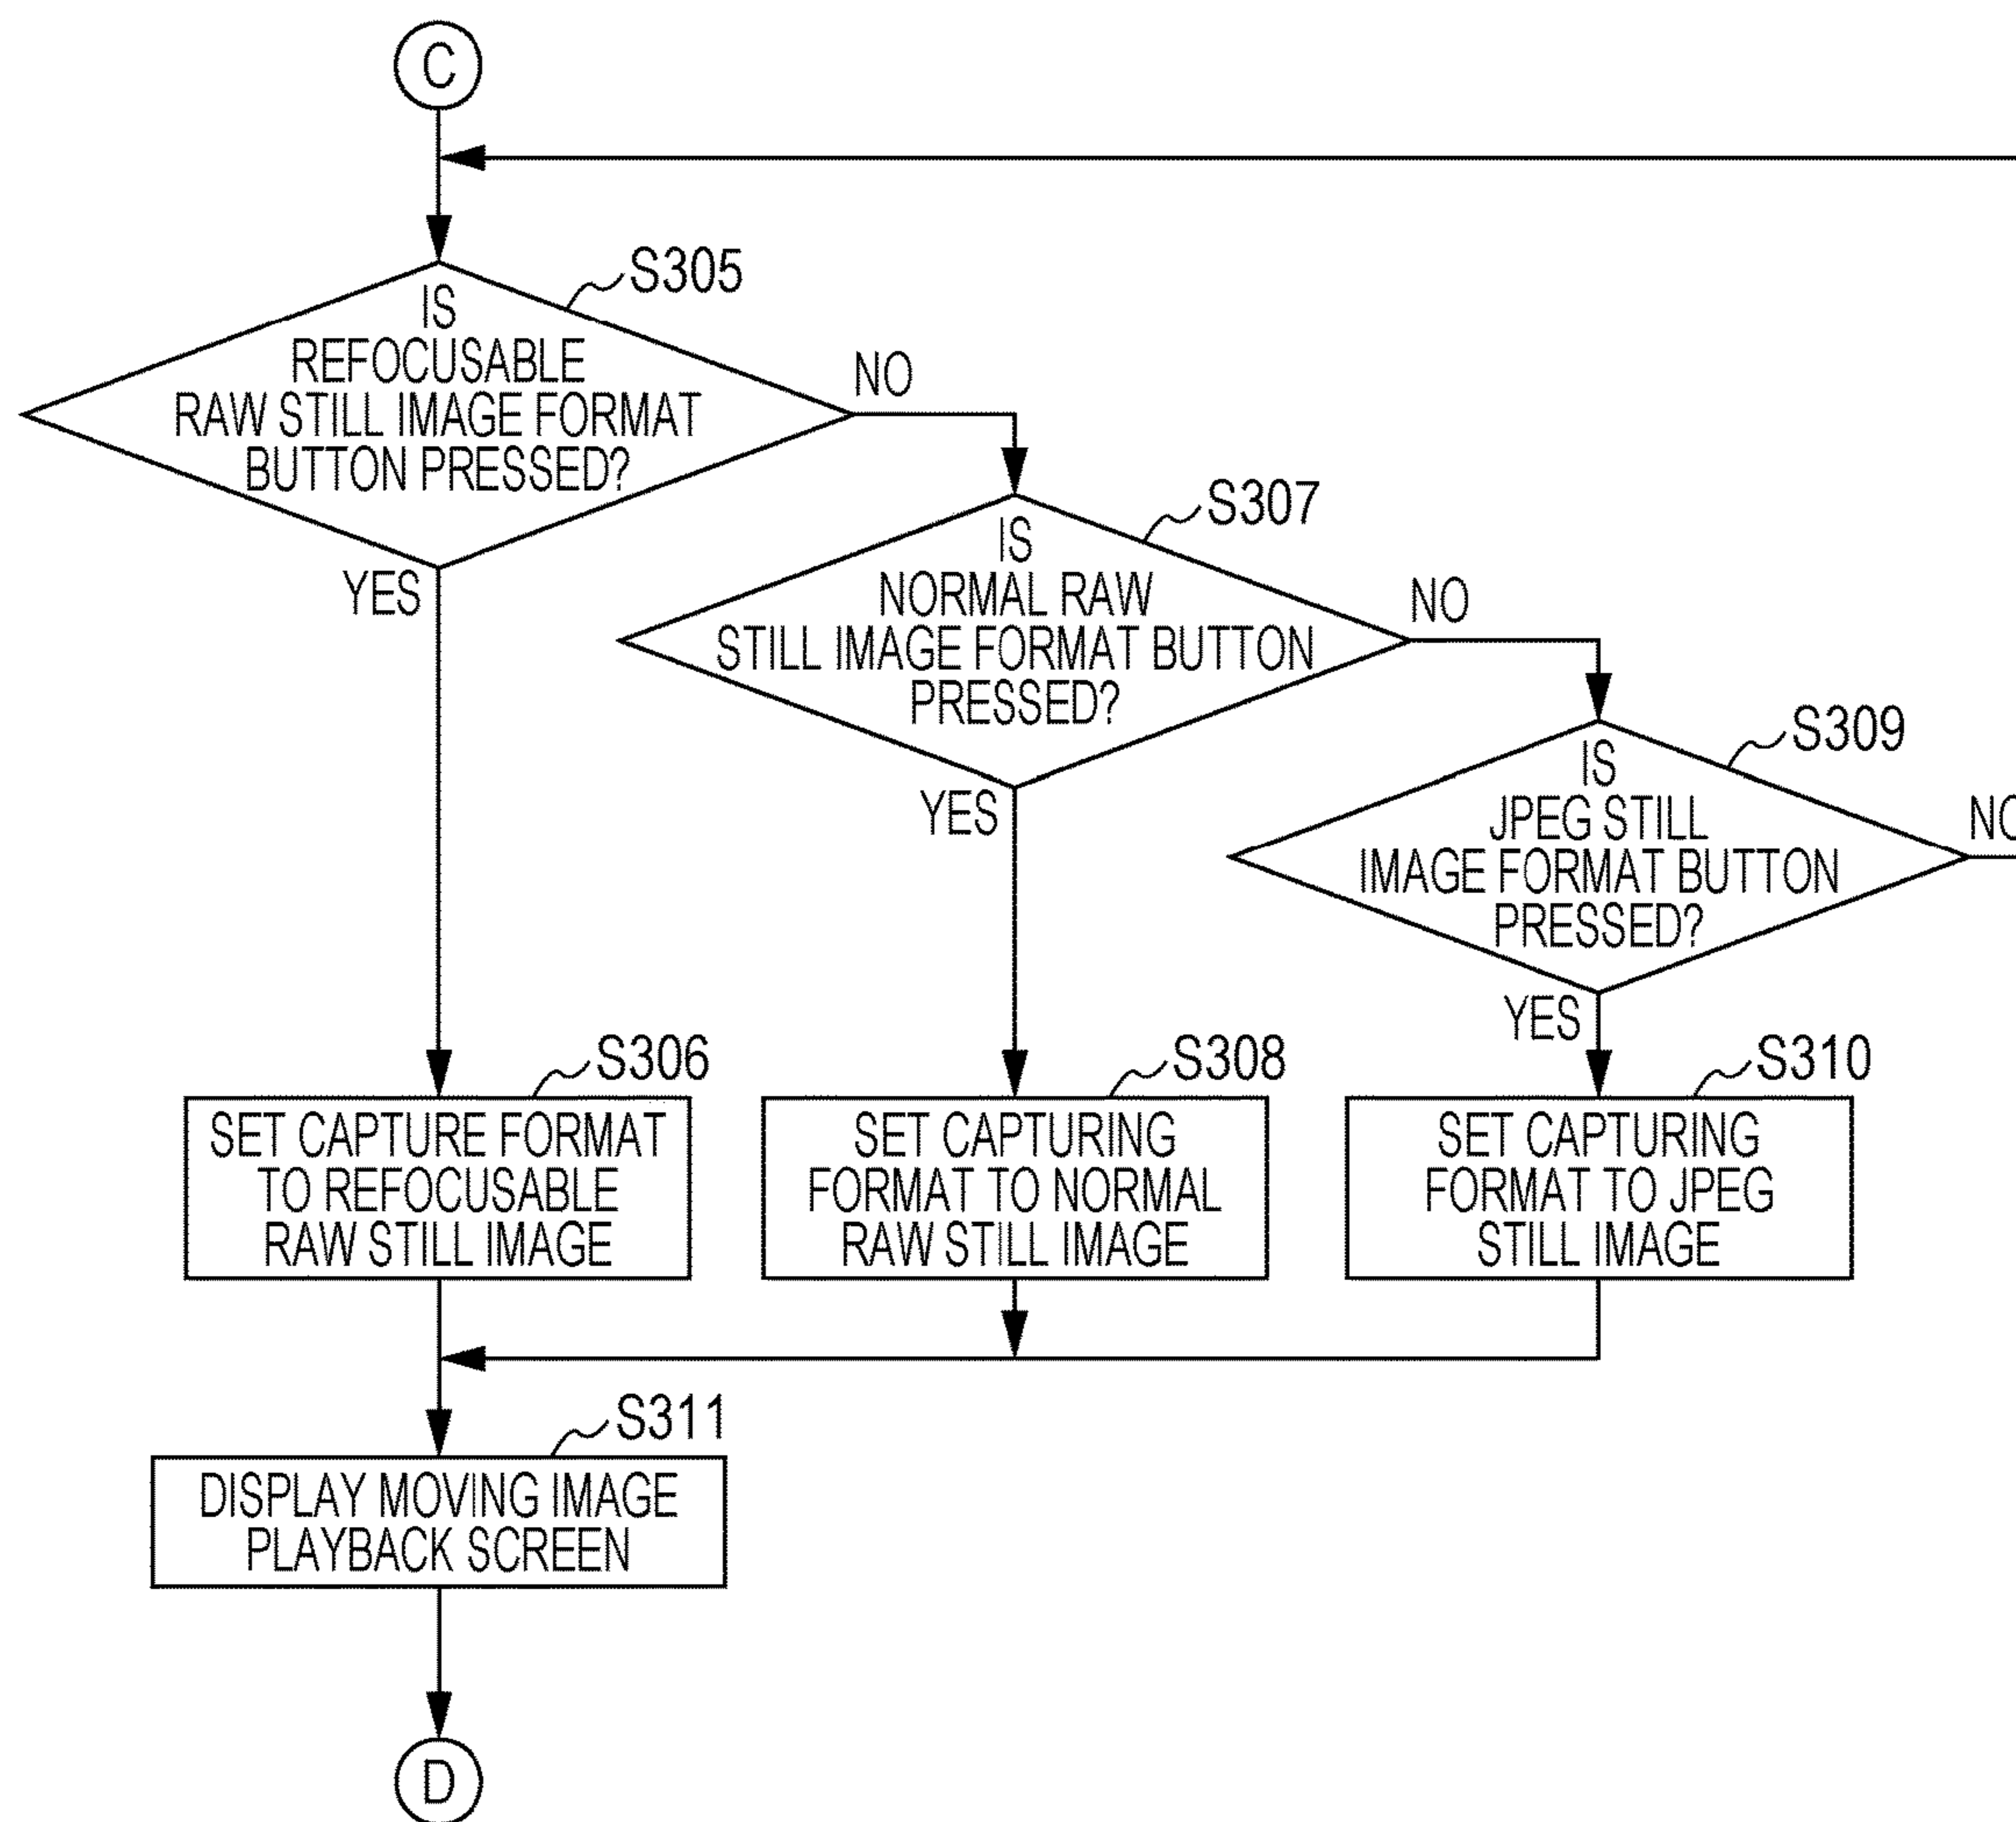 C
S305
IS
REFOCUSABLE
RAW STILL IMAGE FORMAT
BUTTON PRESSED?
NO
YES
S307
IS
NORMAL RAW
STILL IMAGE FORMAT BUTTON
PRESSED?
NO
YES
S309
IS
JPEG STILL
IMAGE FORMAT BUTTON
PRESSED?
NO
YES
S306
SET CAPTURE FORMAT
TO REFOCUSABLE
RAW STILL IMAGE
S308
SET CAPTURING
FORMAT TO NORMAL
RAW STILL IMAGE
S310
SET CAPTURING
FORMAT TO JPEG
STILL IMAGE
S311
DISPLAY MOVING IMAGE
PLAYBACK SCREEN
D